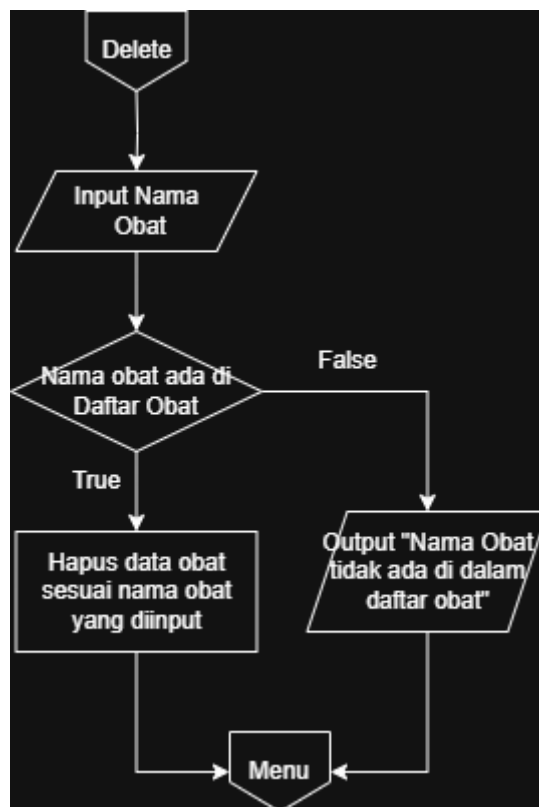 Delete
Input Nama
Obat
Nama obat ada di
Daftar Obat
False
True
Hapus data obat
sesuai nama obat
yang diinput
Output "Nama Obat
tidak ada di dalam
daftar obat"
Menu